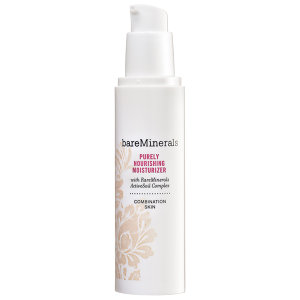 bareMinerals
PURELY
NOURISHING
MOISTURIZER
with BareMinerals
ActiveSoil Complex
COMBINATION
SKIN